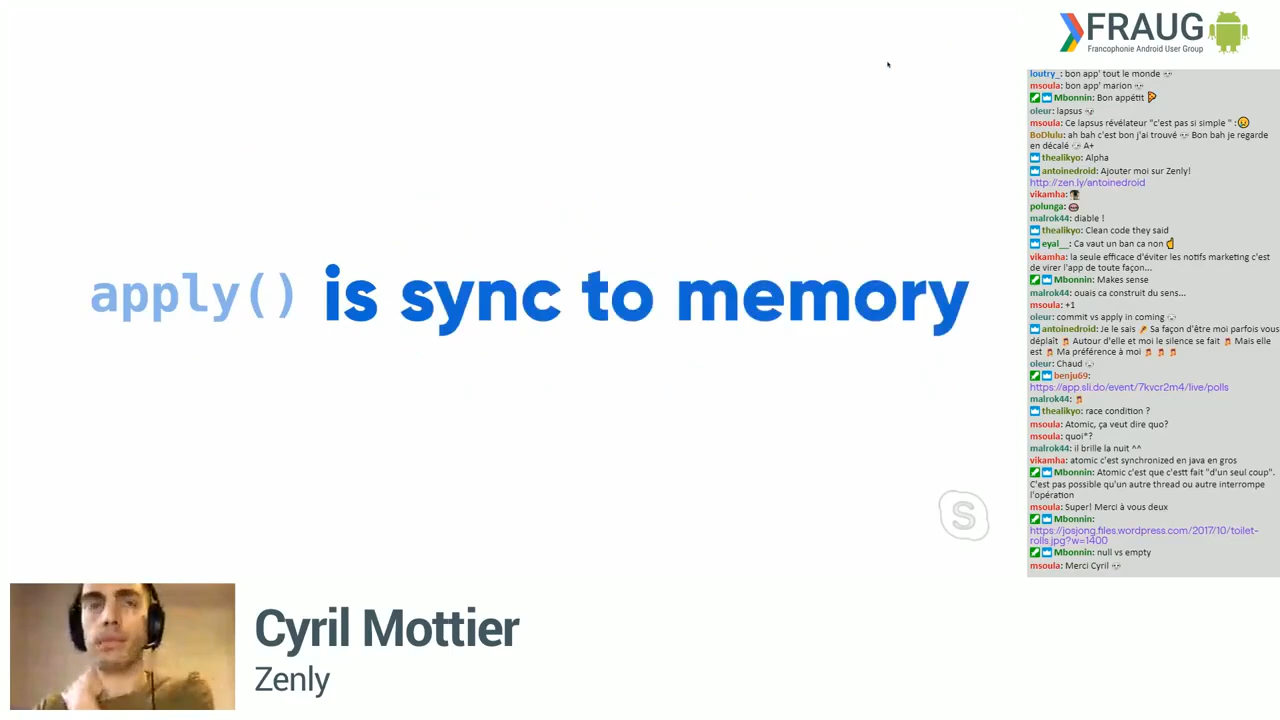 FRAUG
Francophonie Android User Group
apply() is sync to memory
S
Cyril Mottier
Zenly
loutry_: bon app' tout le monde
msoula: bon app' marion
Mbonnin: Bon appétit
oleur: lapsus
msoula: Ce lapsus révélateur "c'est pas si simple " :
BoDlulu: ah bah c'est bon j'ai trouvé Bon bah je regarde
en décalé A+
thealikyo: Alpha
antoinedroid: Ajouter moi sur Zenly!
http://zen.ly/antoinedroid
vikamha:
polunga:
malrok44: diable !
thealikyo: Clean code they said
eyal__: Ca vaut un ban ca non
vikamha: la seule efficace d'éviter les notifs marketing c'est
de virer l'app de toute façon...
Mbonnin: Makes sense
malrok44: ouais ca construit du sens...
msoula: +1
oleur: commit vs apply in coming
antoinedroid: Je le sais Sa façon d'être moi parfois vous
déplaît Autour d'elle et moi le silence se fait Mais elle
est Ma préférence à moi
oleur: Chaud
benju69:
https://app.sli.do/event/7kvcr2m4/live/polls
malrok44:
thealikyo: race condition ?
msoula: Atomic, ça veut dire quo?
msoula: quoi*?
malrok44: il brille la nuit ^^
vikamha: atomic c'est synchronized en java en gros
Mbonnin: Atomic c'est que c'estt fait "d'un seul coup".
C'est pas possible qu'un autre thread ou autre interrompe
l'opération
msoula: Super! Merci à vous deux
Mbonnin:
https://josjong.files.wordpress.com/2017/10/toilet-
rolls.jpg?w=1400
Mbonnin: null vs empty
msoula: Merci Cyril